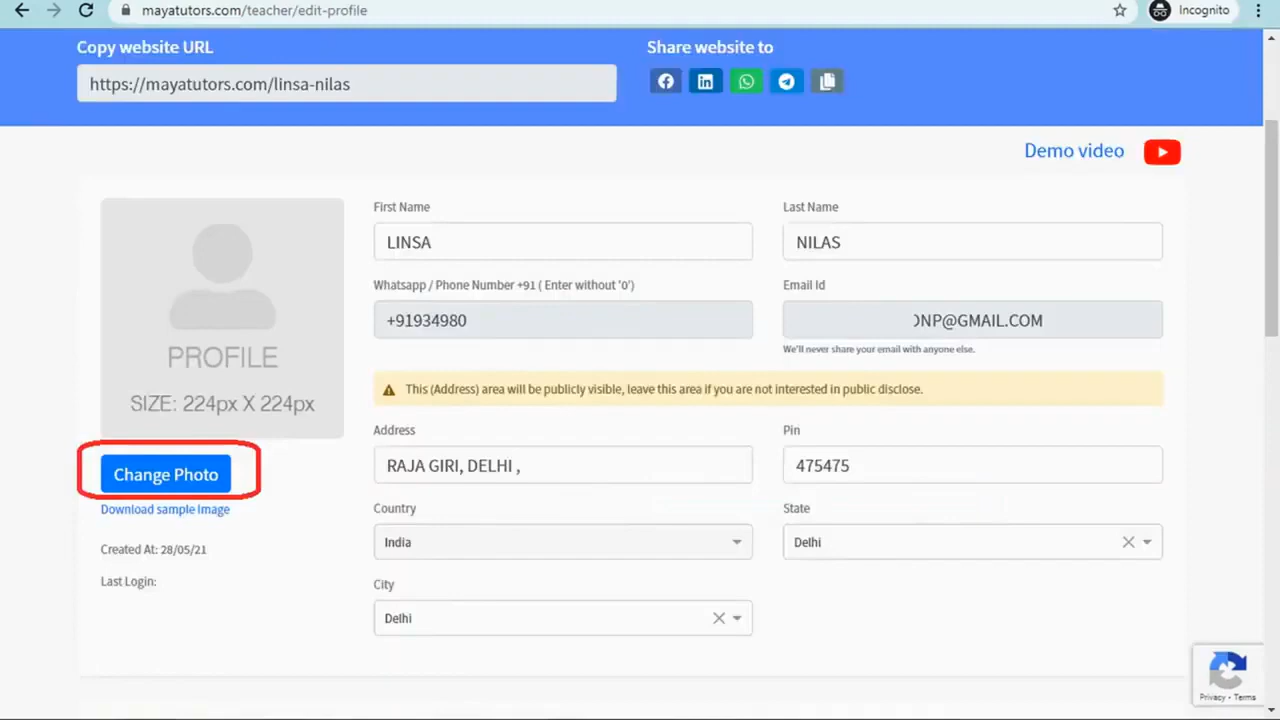 mayatutors.com/teacher/edit-profile
Incognito
Copy website URL
Share website to
https://mayatutors.com/linsa-nilas
Demo video
PROFILE
SIZE: 224px X 224px
Change Photo
Download sample Image
Created At: 28/05/21
Last Login:
First Name
LINSA
Last Name
NILAS
Whatsapp / Phone Number +91 ( Enter without '0')
+91934980
Email Id
NP@GMAIL.COM
We'll never share your email with anyone else.
This (Address) area will be publicly visible, leave this area if you are not interested in public disclose.
Address
RAJA GIRI, DELHI ,
Pin
475475
Country
India
State
Delhi
City
Delhi
Privacy - Terms